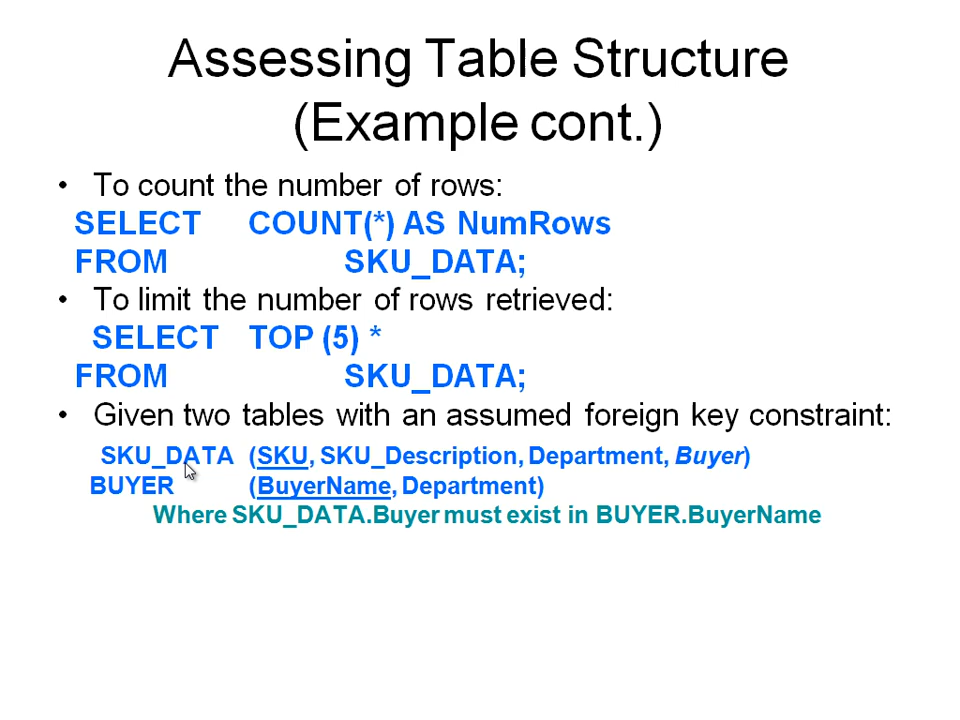 Assessing Table Structure
(Example cont.)
• To count the number of rows:
SELECT COUNT(*) AS NumRows
FROM SKU_DATA;
• To limit the number of rows retrieved:
SELECT TOP (5) *
FROM SKU_DATA;
• Given two tables with an assumed foreign key constraint:
SKU_DATA (SKU, SKU_Description, Department, Buyer)
BUYER (BuyerName, Department)
Where SKU_DATA.Buyer must exist in BUYER.BuyerName